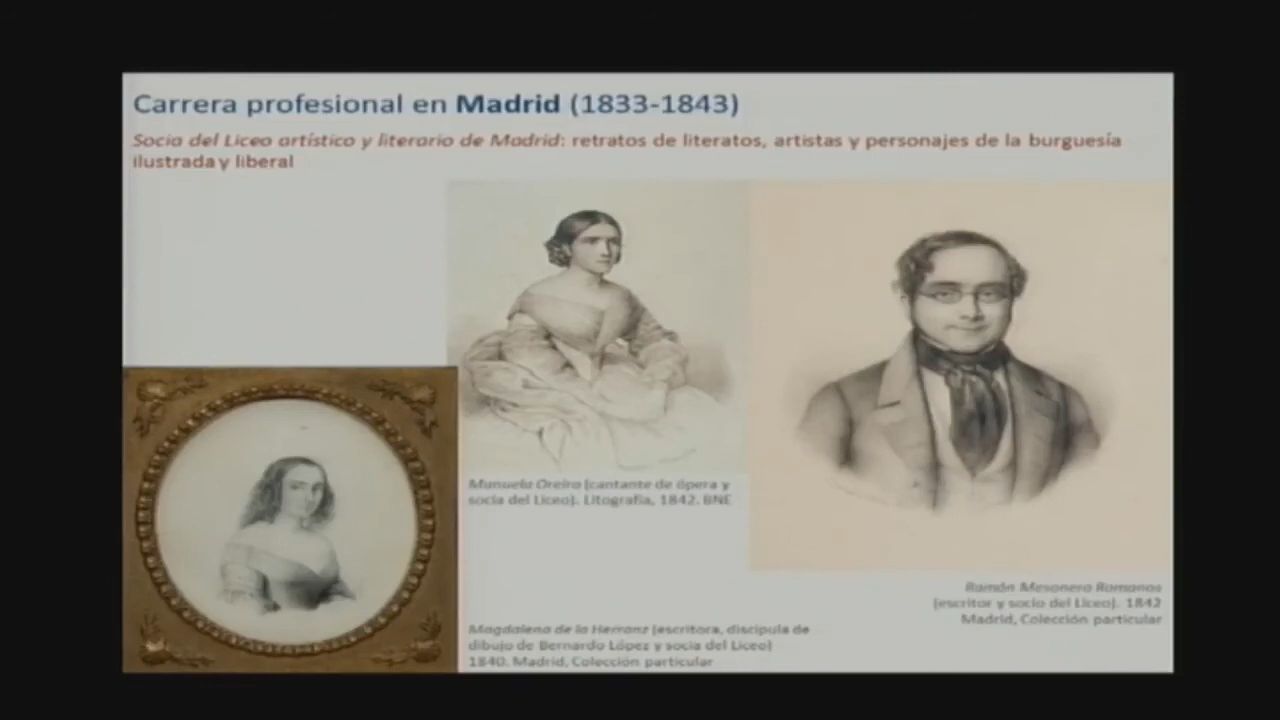 Carrera profesional en Madrid (1833-1843)
Socio del Liceo artístico y literario de Madrid: retratos de literatos, artistas y personajes de la burguesía
ilustrada y liberal
Manuela Oreiro (cantante de ópera y
socia del Liceo). Litografía, 1842. BNE
Ramón Mesonero Romanos
(escritor y socio del Liceo). 1842
Madrid, Colección particular
Magdalena de la Herranz (escritora, discípula de
dibujo de Bernardo López y socia del Liceo)
1840. Madrid, Colección particular